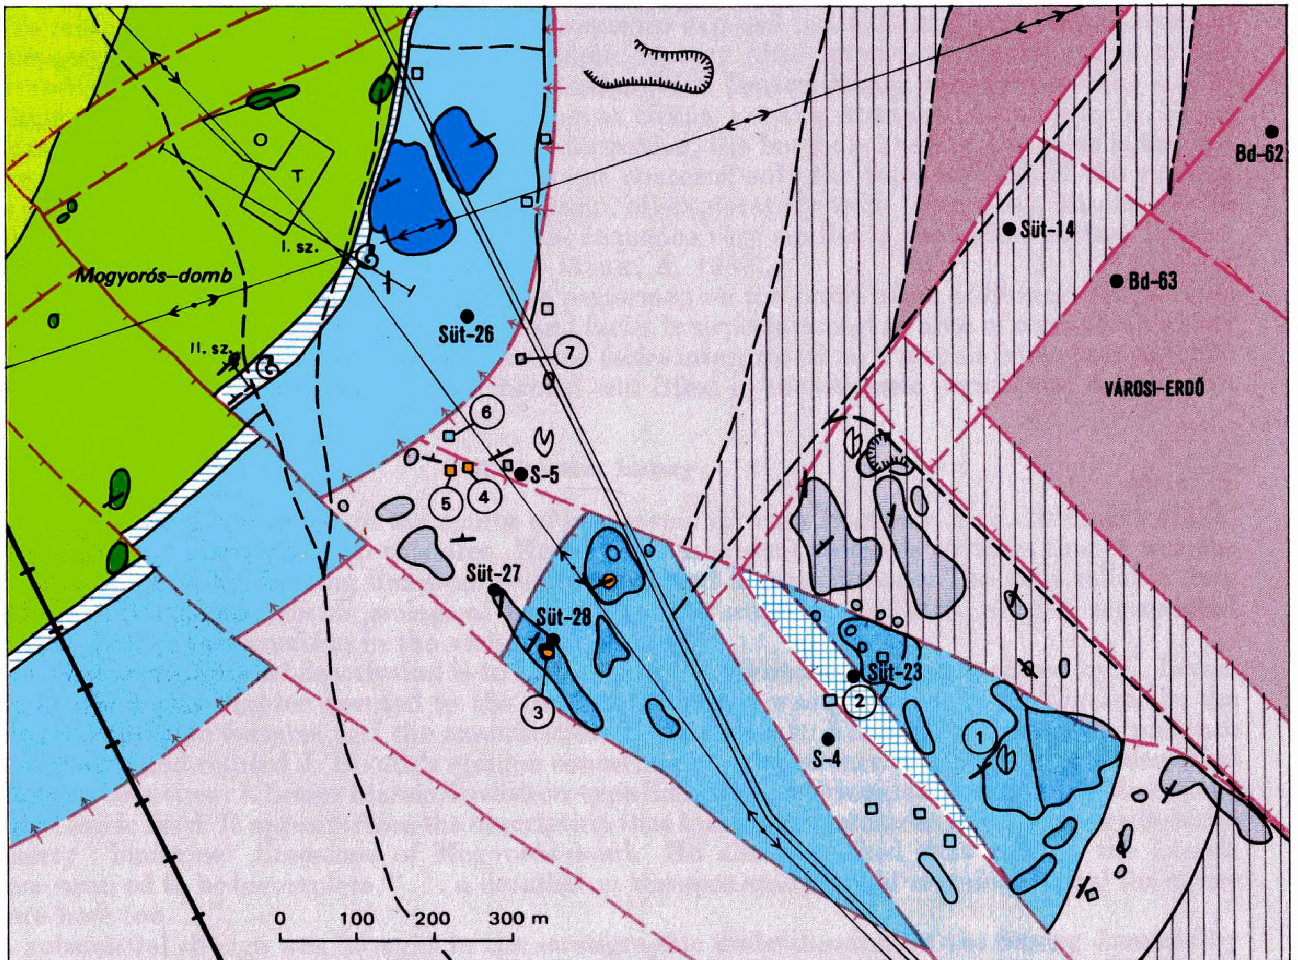 Bd-62
O
T
Süt-14
I. sz.
Mogyorós-domb
Bd-63
Süt-26
II. sz.
7
VÁROSI-ERDŐ
6
S-5
5
4
Süt-27
Süt-28
Süt-23
2
3
1
S-4
0 100 200 300 m